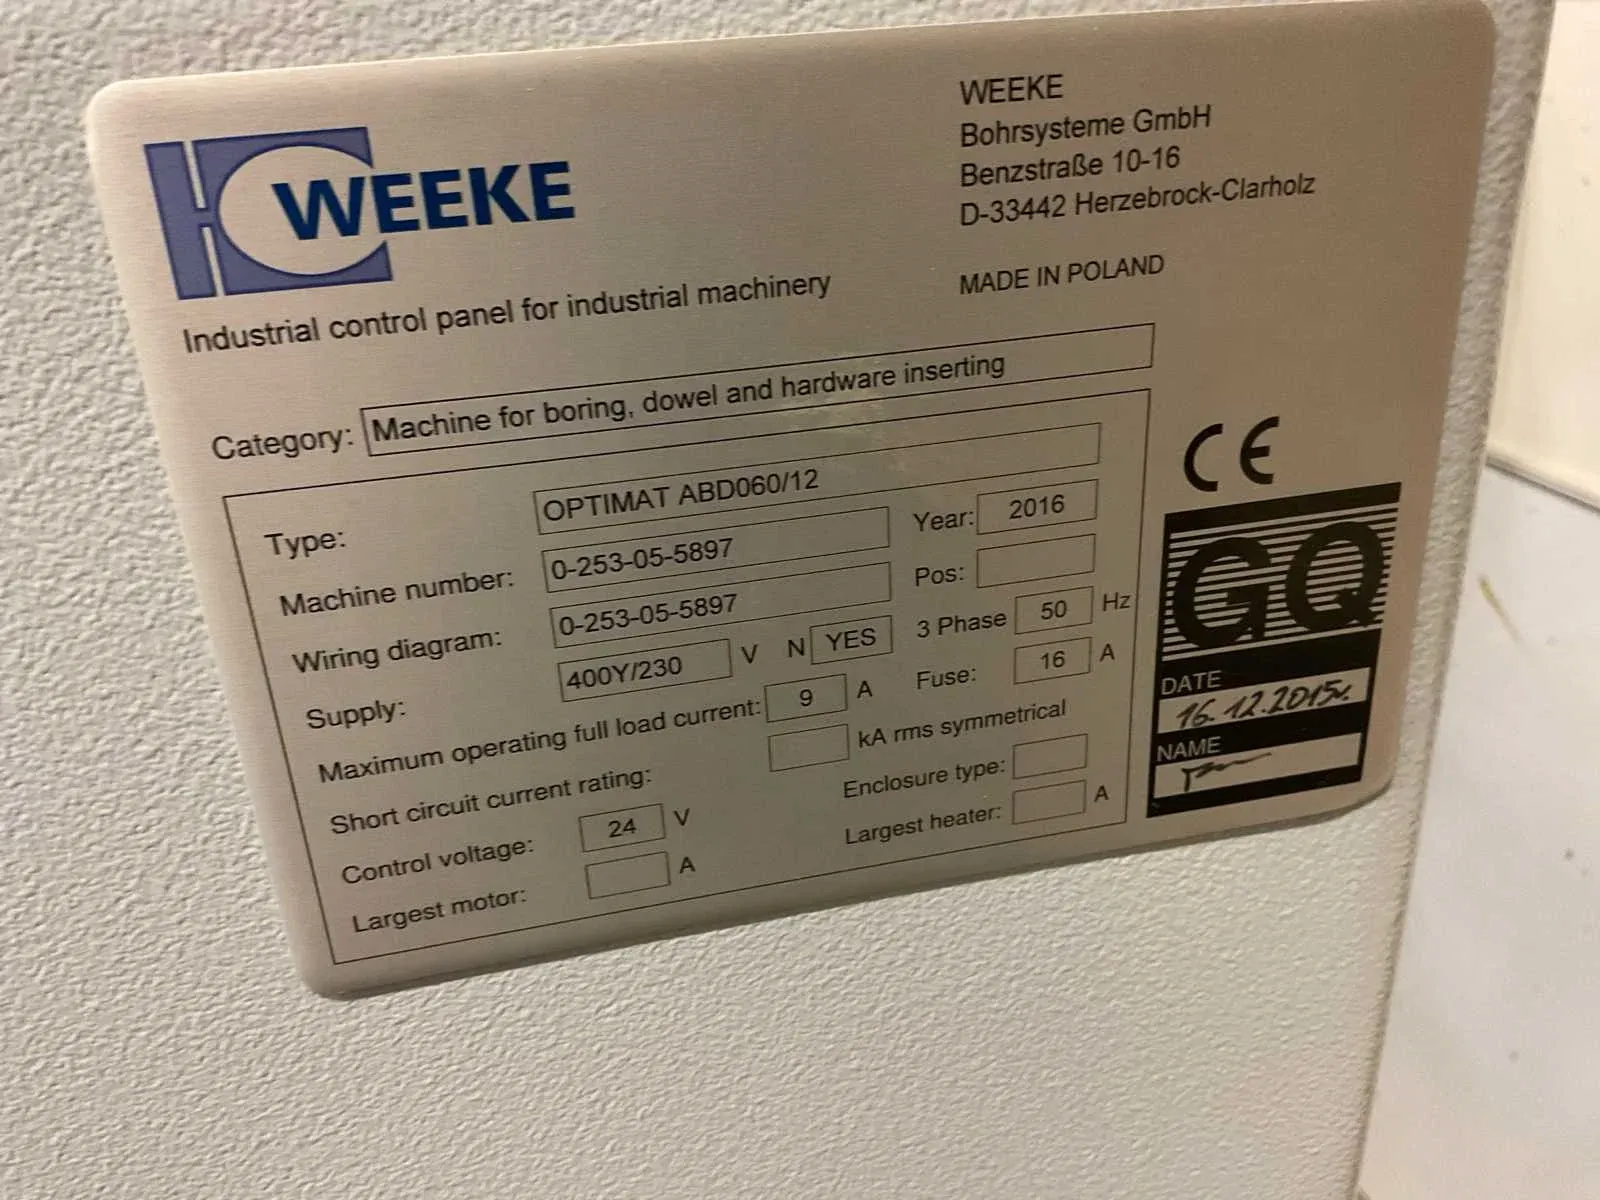 WEEKE
WEEKE
Bohrsysteme GmbH
Benzstraße 10-16
D-33442 Herzebrock-Clarholz
MADE IN POLAND
Industrial control panel for industrial machinery
Category: Machine for boring, dowel and hardware inserting
Type: OPTIMAT ABD060/12
Machine number: 0-253-05-5897 Year: 2016
Wiring diagram: 0-253-05-5897 Pos:
Supply: 400Y/230 V N YES 3 Phase 50 Hz
Maximum operating full load current: 9 A Fuse: 16 A
Short circuit current rating: kA rms symmetrical
Control voltage: 24 V Enclosure type:
Largest motor: A Largest heater: A
CE
GQ
DATE
16.12.2015r.
NAME